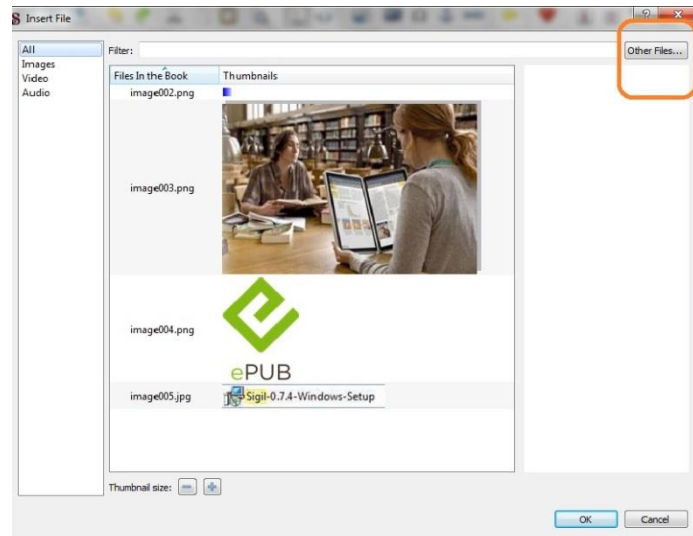 Insert File
All
Images
Video
Audio
Filter:
Other Files...
Files In the Book
Thumbnails
image002.png
image003.png
image004.png
ePUB
image005.jpg
Sigil-0.7.4-Windows-Setup
Thumbnail size:
OK
Cancel